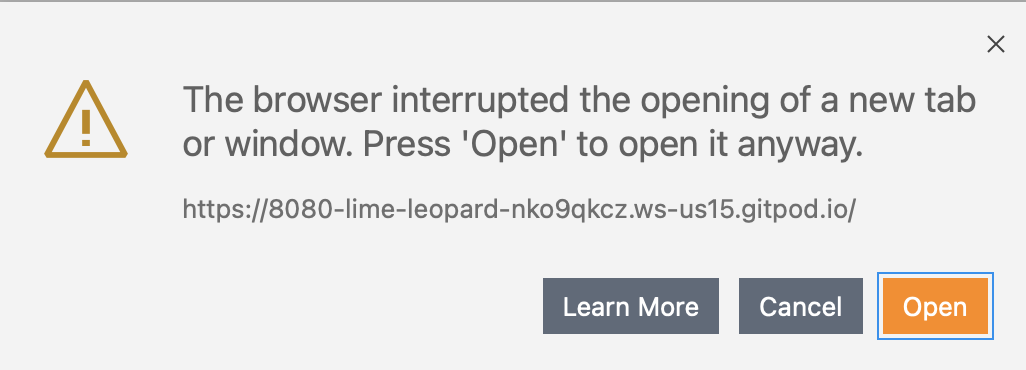 The browser interrupted the opening of a new tab
or window. Press 'Open' to open it anyway.
https://8080-lime-leopard-nko9qkcz.ws-us15.gitpod.io/
Learn More
Cancel
Open